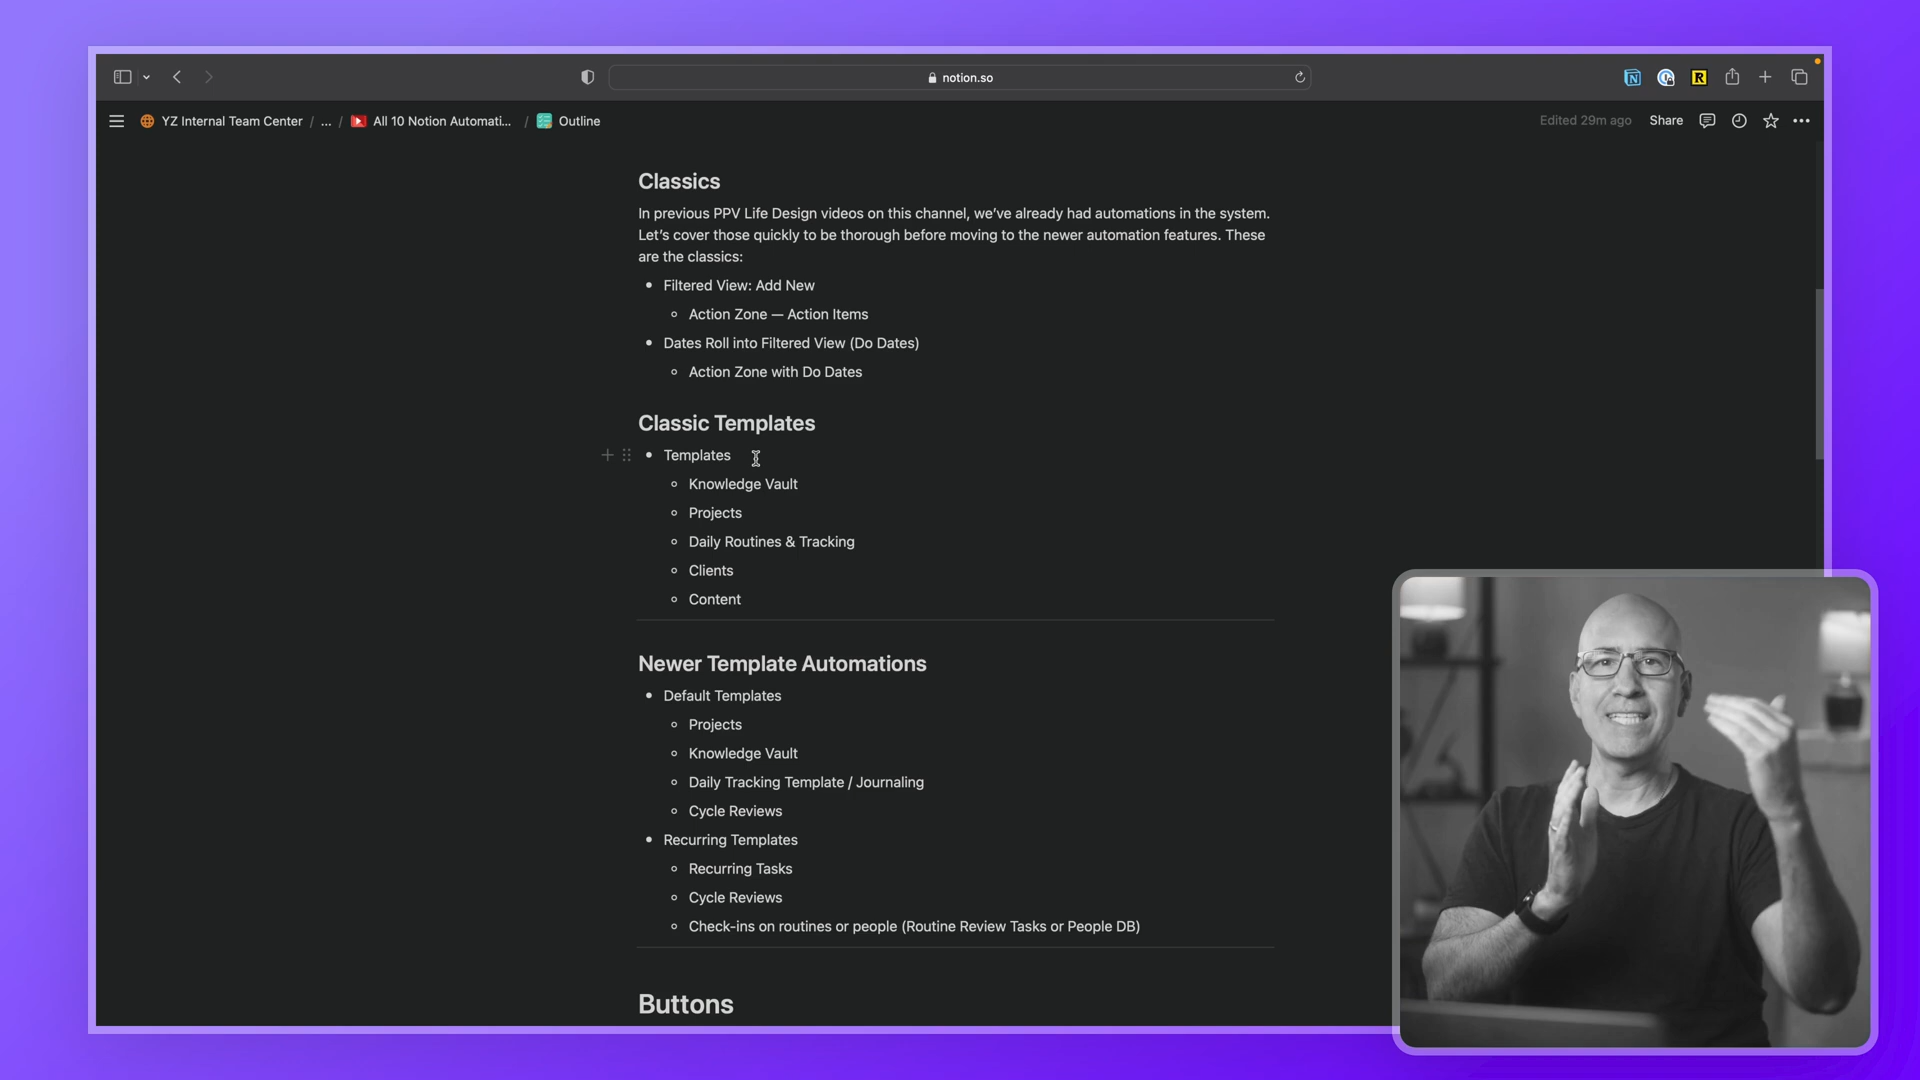 notion.so
YZ Internal Team Center / ... / All 10 Notion Automati... / Outline
Edited 29m ago Share
Classics
In previous PPV Life Design videos on this channel, we’ve already had automations in the system.
Let’s cover those quickly to be thorough before moving to the newer automation features. These
are the classics:
• Filtered View: Add New
◦ Action Zone — Action Items
• Dates Roll into Filtered View (Do Dates)
◦ Action Zone with Do Dates
Classic Templates
• Templates
◦ Knowledge Vault
◦ Projects
◦ Daily Routines & Tracking
◦ Clients
◦ Content
Newer Template Automations
• Default Templates
◦ Projects
◦ Knowledge Vault
◦ Daily Tracking Template / Journaling
◦ Cycle Reviews
• Recurring Templates
◦ Recurring Tasks
◦ Cycle Reviews
◦ Check-ins on routines or people (Routine Review Tasks or People DB)
Buttons